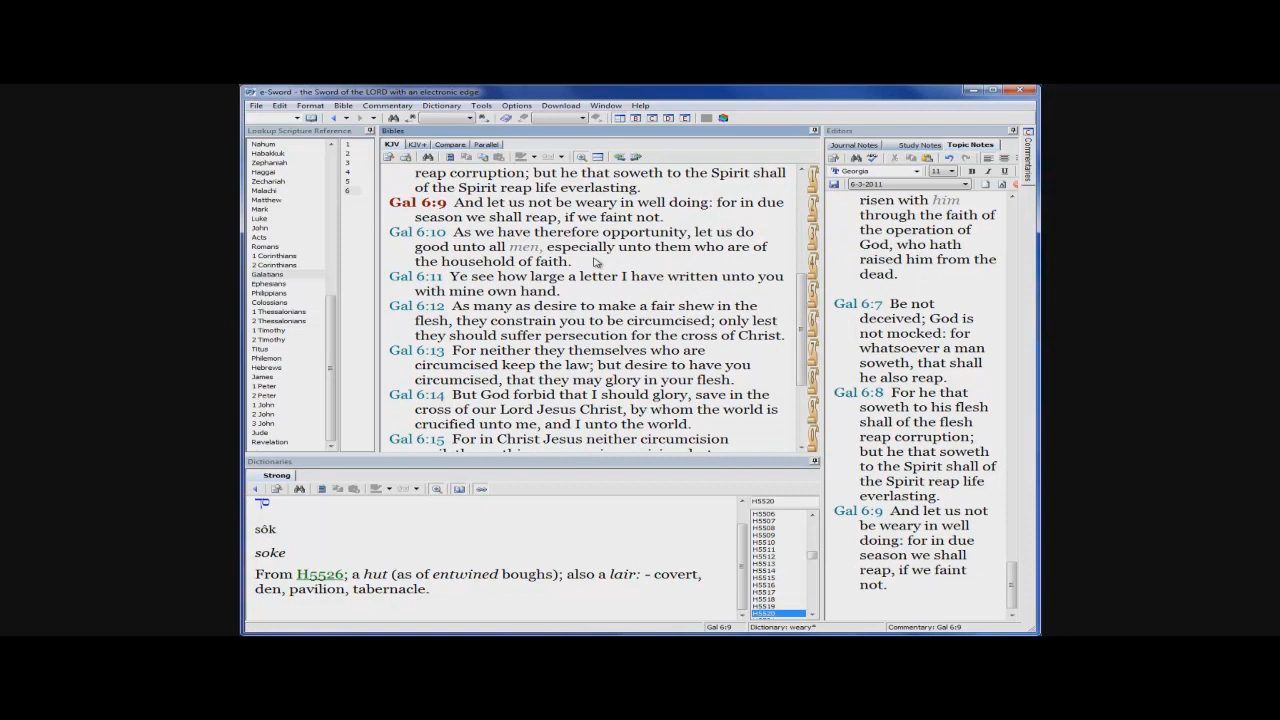 e-Sword - the Sword of the LORD with an electronic edge
File Edit Format Bible Commentary Dictionary Tools Options Download Window Help
Lookup Scripture Reference
Nahum
Habakkuk
Zephaniah
Haggai
Zechariah
Malachi
Matthew
Mark
Luke
John
Acts
Romans
1 Corinthians
2 Corinthians
Galatians
Ephesians
Philippians
Colossians
1 Thessalonians
2 Thessalonians
1 Timothy
2 Timothy
Titus
Philemon
Hebrews
James
1 Peter
2 Peter
1 John
2 John
3 John
Jude
Revelation
1
2
3
4
5
6
Bibles
KJV KJV+ Compare Parallel
reap corruption; but he that soweth to the Spirit shall
of the Spirit reap life everlasting.
Gal 6:9 And let us not be weary in well doing: for in due
season we shall reap, if we faint not.
Gal 6:10 As we have therefore opportunity, let us do
good unto all men, especially unto them who are of
the household of faith.
Gal 6:11 Ye see how large a letter I have written unto you
with mine own hand.
Gal 6:12 As many as desire to make a fair shew in the
flesh, they constrain you to be circumcised; only lest
they should suffer persecution for the cross of Christ.
Gal 6:13 For neither they themselves who are
circumcised keep the law; but desire to have you
circumcised, that they may glory in your flesh.
Gal 6:14 But God forbid that I should glory, save in the
cross of our Lord Jesus Christ, by whom the world is
crucified unto me, and I unto the world.
Gal 6:15 For in Christ Jesus neither circumcision
Editors
Journal Notes Study Notes Topic Notes
Georgia 11 B I U
6-3-2011
risen with him
through the faith of
the operation of
God, who hath
raised him from the
dead.
Gal 6:7 Be not
deceived; God is
not mocked: for
whatsoever a man
soweth, that shall
he also reap.
Gal 6:8 For he that
soweth to his flesh
shall of the flesh
reap corruption;
but he that soweth
to the Spirit shall of
the Spirit reap life
everlasting.
Gal 6:9 And let us not
be weary in well
doing: for in due
season we shall
reap, if we faint
not.
Commentaries
Dictionaries
Strong
סך
sôk
soke
From H5526; a hut (as of entwined boughs); also a lair: - covert,
den, pavilion, tabernacle.
H5520
H5506
H5507
H5508
H5509
H5510
H5511
H5512
H5513
H5514
H5515
H5516
H5517
H5518
H5519
H5520
Gal 6:9
Dictionary: weary*
Commentary: Gal 6:9